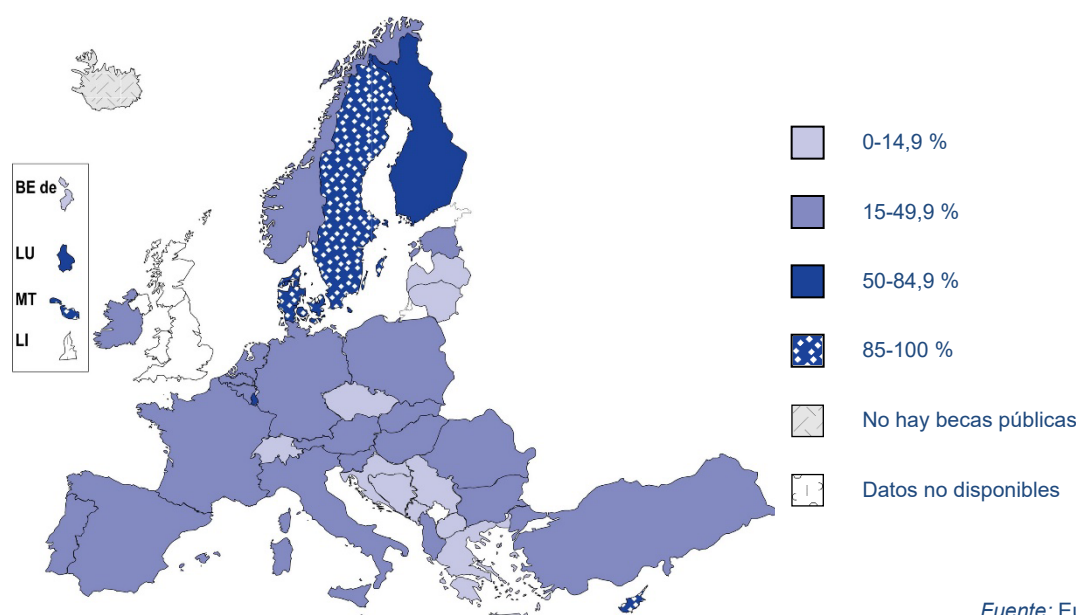 BE de
LU
MT
LI
0-14,9 %
15-49,9 %
50-84,9 %
85-100 %
No hay becas públicas
Datos no disponibles
Fuente: